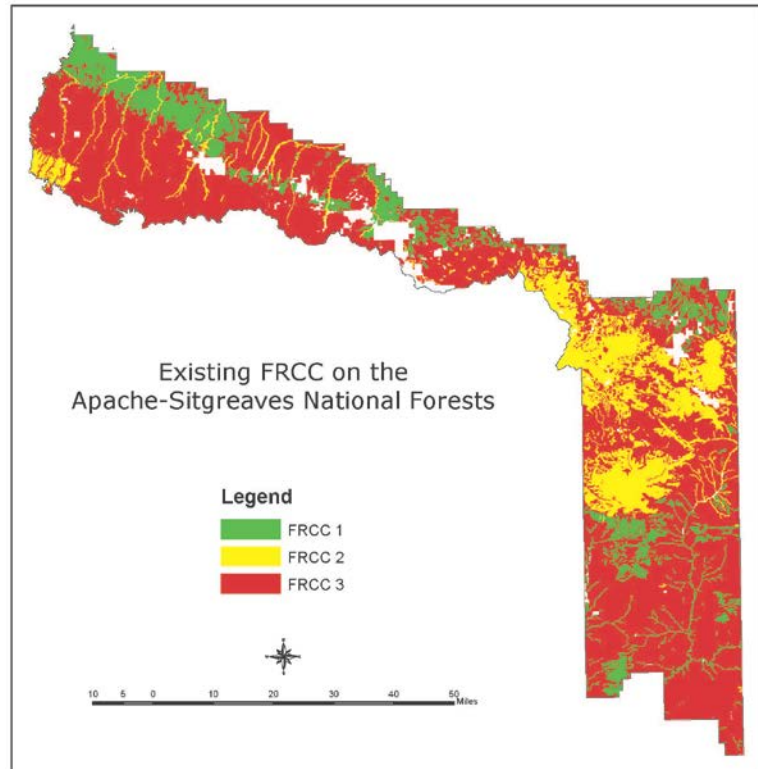 Existing FRCC on the
Apache-Sitgreaves National Forests
Legend
FRCC 1
FRCC 2
FRCC 3
10 5 0 10 20 30 40 50
Miles